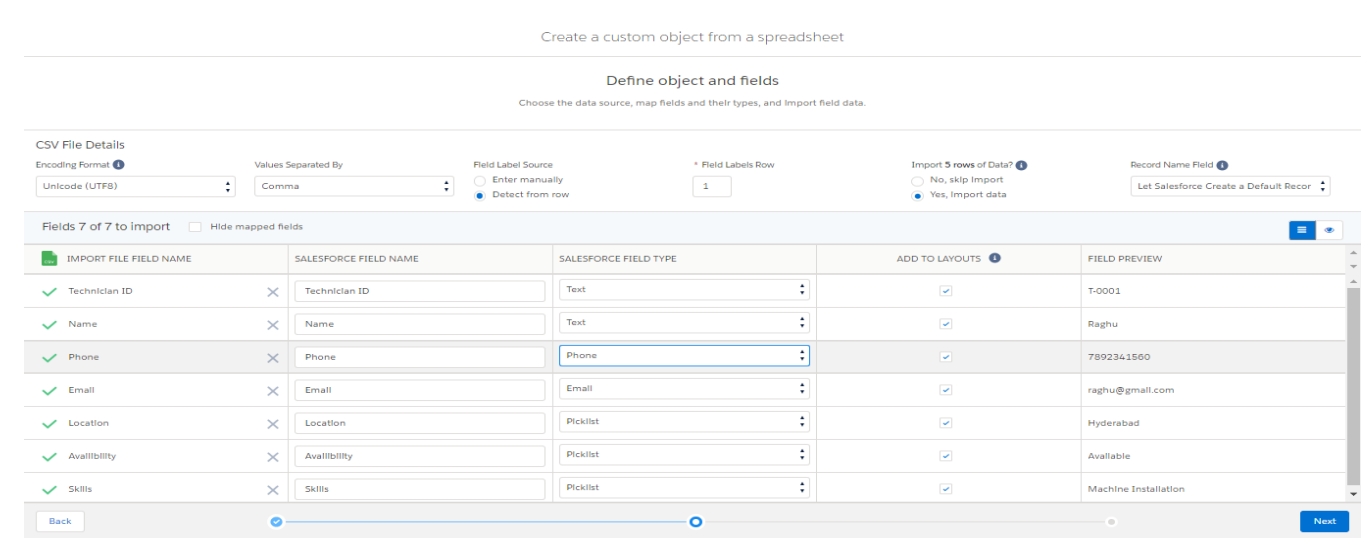 Create a custom object from a spreadsheet
Define object and fields
Choose the data source, map fields and their types, and Import field data.
CSV File Details
Encoding Format
Values Separated By
Field Label Source
* Field Labels Row
Import 5 rows of Data?
Record Name Field
Unicode (UTF8)
Comma
Enter manually
Detect from row
1
No, skip Import
Yes, Import data
Let Salesforce Create a Default Recor
Fields 7 of 7 to import
Hide mapped fields
IMPORT FILE FIELD NAME SALESFORCE FIELD NAME SALESFORCE FIELD TYPE ADD TO LAYOUTS FIELD PREVIEW
Technician ID Technician ID Text T-0001
Name Name Text Raghu
Phone Phone Phone 7892341560
Email Email Email raghu@gmail.com
Location Location Picklist Hyderabad
Availibility Availibility Picklist Available
Skills Skills Picklist Machine Installation
Back
Next